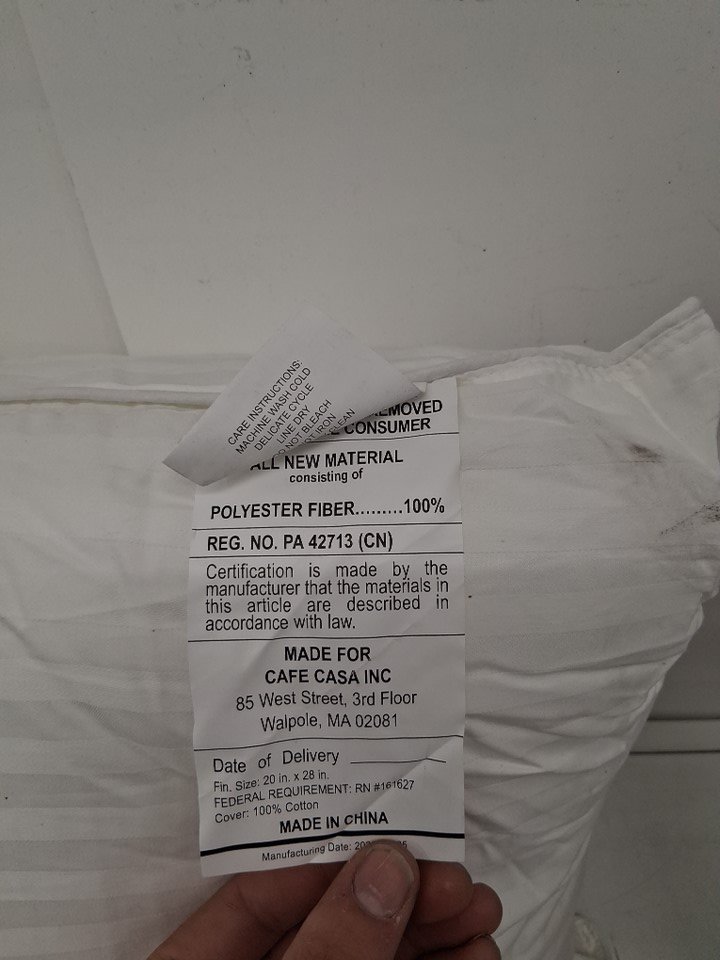 CARE INSTRUCTIONS:
MACHINE WASH COLD
DELICATE CYCLE
LINE DRY
NOT BLEACH
IRON
CONSUMER
ALL NEW MATERIAL
consisting of
POLYESTER FIBER.........100%
REG. NO. PA 42713 (CN)
Certification is made by the
manufacturer that the materials in
this article are described in
accordance with law.
MADE FOR
CAFE CASA INC
85 West Street, 3rd Floor
Walpole, MA 02081
Date of Delivery
Fin. Size: 20 in. x 28 in.
FEDERAL REQUIREMENT: RN #161627
Cover: 100% Cotton
MADE IN CHINA
Manufacturing Date: